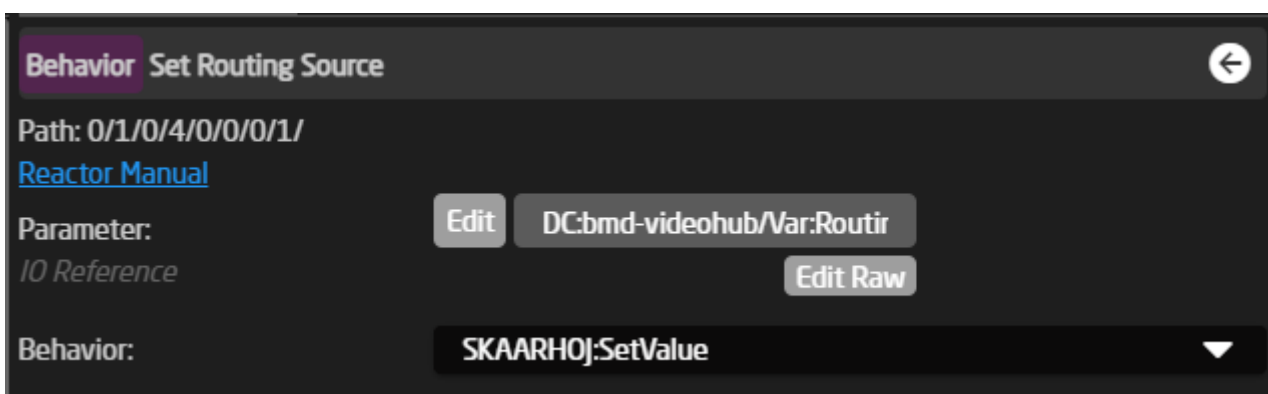 Behavior Set Routing Source
Path: 0/1/0/4/0/0/0/1/
Reactor Manual
Parameter: Edit DC:bmd-videohub/Var:Routir
IO Reference Edit Raw
Behavior: SKAARHOJ:SetValue